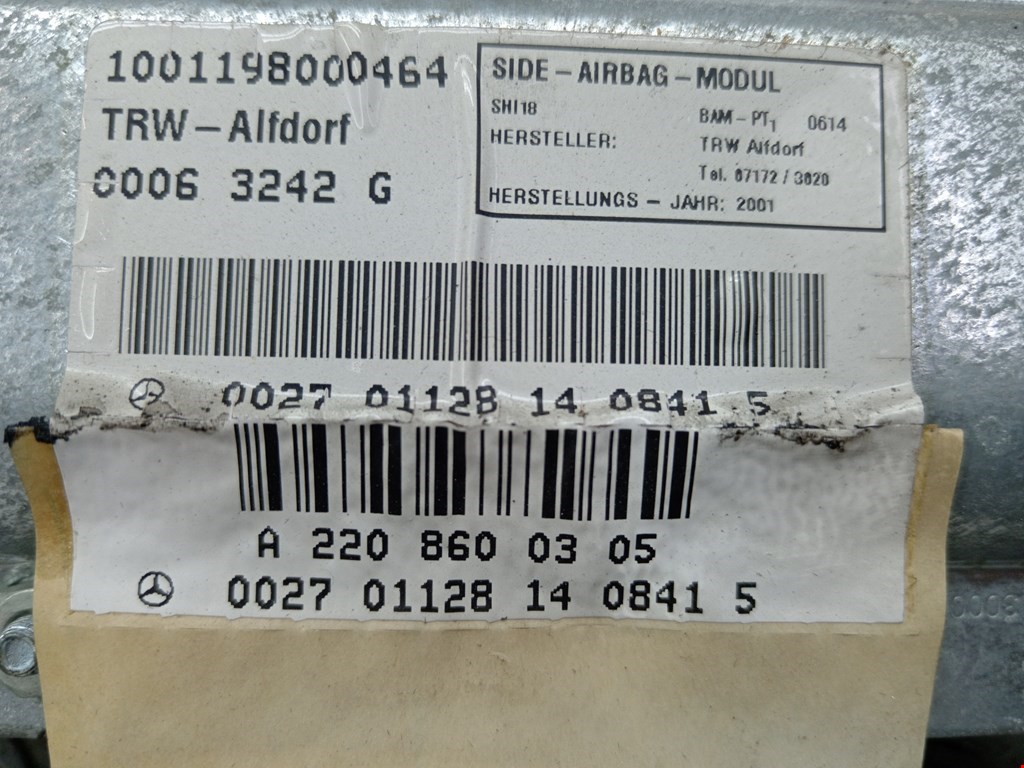 1001198000464
TRW-Alfdorf
0006 3242 G
SIDE-AIRBAG-MODUL
SHI18 BAM-PT1 0614
HERSTELLER: TRW Alfdorf
Tel. 07172/3020
HERSTELLUNGS-JAHR: 2001
0027 01128 14 0841 5
A 220 860 03 05
0027 01128 14 0841 5